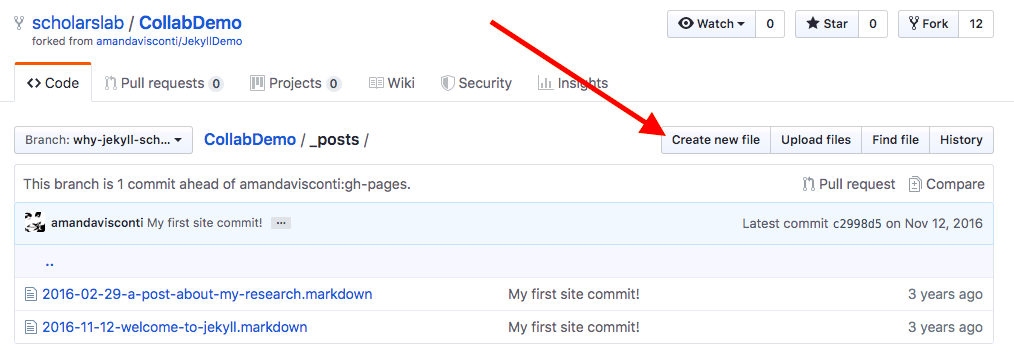 scholarslab / CollabDemo Watch 0 Star 0 Fork 12
forked from amandavisconti/JekyllDemo
Code Pull requests 0 Projects 0 Wiki Security Insights
Branch: why-jekyll-sch... CollabDemo / _posts / Create new file Upload files Find file History
This branch is 1 commit ahead of amandavisconti:gh-pages. Pull request Compare
amandavisconti My first site commit! ... Latest commit c2998d5 on Nov 12, 2016
..
2016-02-29-a-post-about-my-research.markdown My first site commit! 3 years ago
2016-11-12-welcome-to-jekyll.markdown My first site commit! 3 years ago